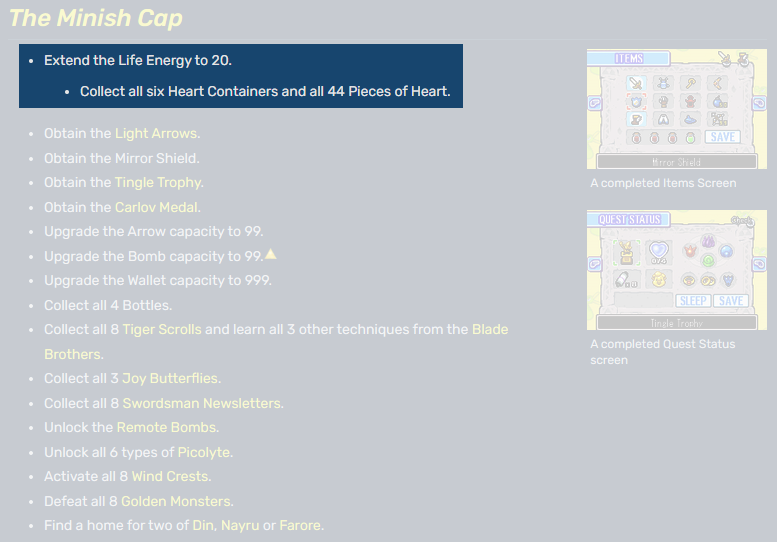 The Minish Cap
Extend the Life Energy to 20.
Collect all six Heart Containers and all 44 Pieces of Heart.
Obtain the Light Arrows.
Obtain the Mirror Shield.
Obtain the Tingle Trophy.
Obtain the Carlov Medal.
Upgrade the Arrow capacity to 99.
Upgrade the Bomb capacity to 99.
Upgrade the Wallet capacity to 999.
Collect all 4 Bottles.
Collect all 8 Tiger Scrolls and learn all 3 other techniques from the Blade
Brothers.
Collect all 3 Joy Butterflies.
Collect all 8 Swordsman Newsletters.
Unlock the Remote Bombs.
Unlock all 6 types of Picolyte.
Activate all 8 Wind Crests.
Defeat all 8 Golden Monsters.
Find a home for two of Din, Nayru or Farore.
ITEMS
SAVE
Mirror Shield
A completed Items Screen
QUEST STATUS
SLEEP
SAVE
Tingle Trophy
A completed Quest Status
screen